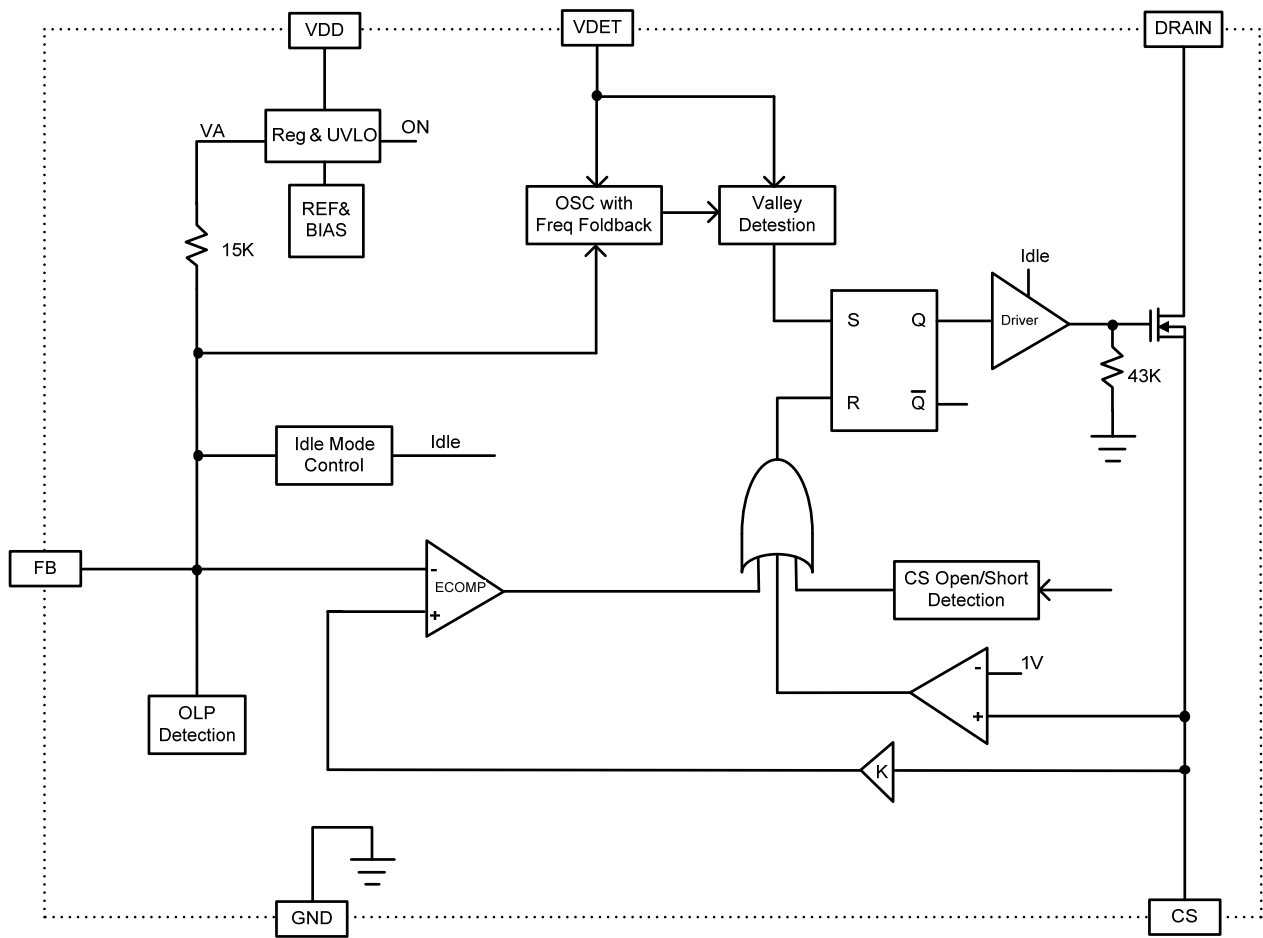 VDD
VDET
DRAIN
VA
Reg & UVLO
ON
REF&
BIAS
15K
OSC with
Freq Foldback
Valley
Detestion
Idle
S
Q
Driver
43K
R
Q̅
Idle Mode
Control
Idle
FB
-
ECOMP
+
CS Open/Short
Detection
-
1V
+
OLP
Detection
K
GND
CS